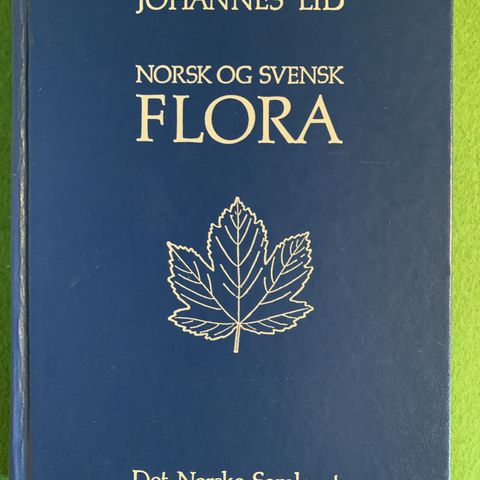 JOHANNES LID
NORSK OG SVENSK
FLORA
Det Norske Samlaget